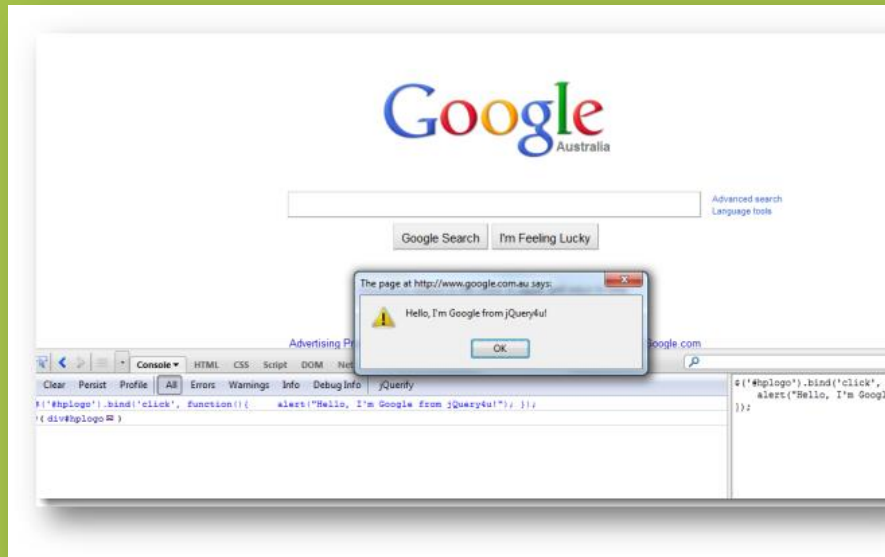 Google
Australia
Advanced search
Language tools
Google Search I'm Feeling Lucky
The page at http://www.google.com.au says:
Hello, I'm Google from jQuery4u!
OK
Advertising Google.com
Console HTML CSS Script DOM Net
Clear Persist Profile All Errors Warnings Info Debug Info jQuerify
$('#hplogo').bind('click', function(){ alert("Hello, I'm Google from jQuery4u!"); });
( div#hplogo )
$('#hplogo').bind('click',
alert("Hello, I'm
});